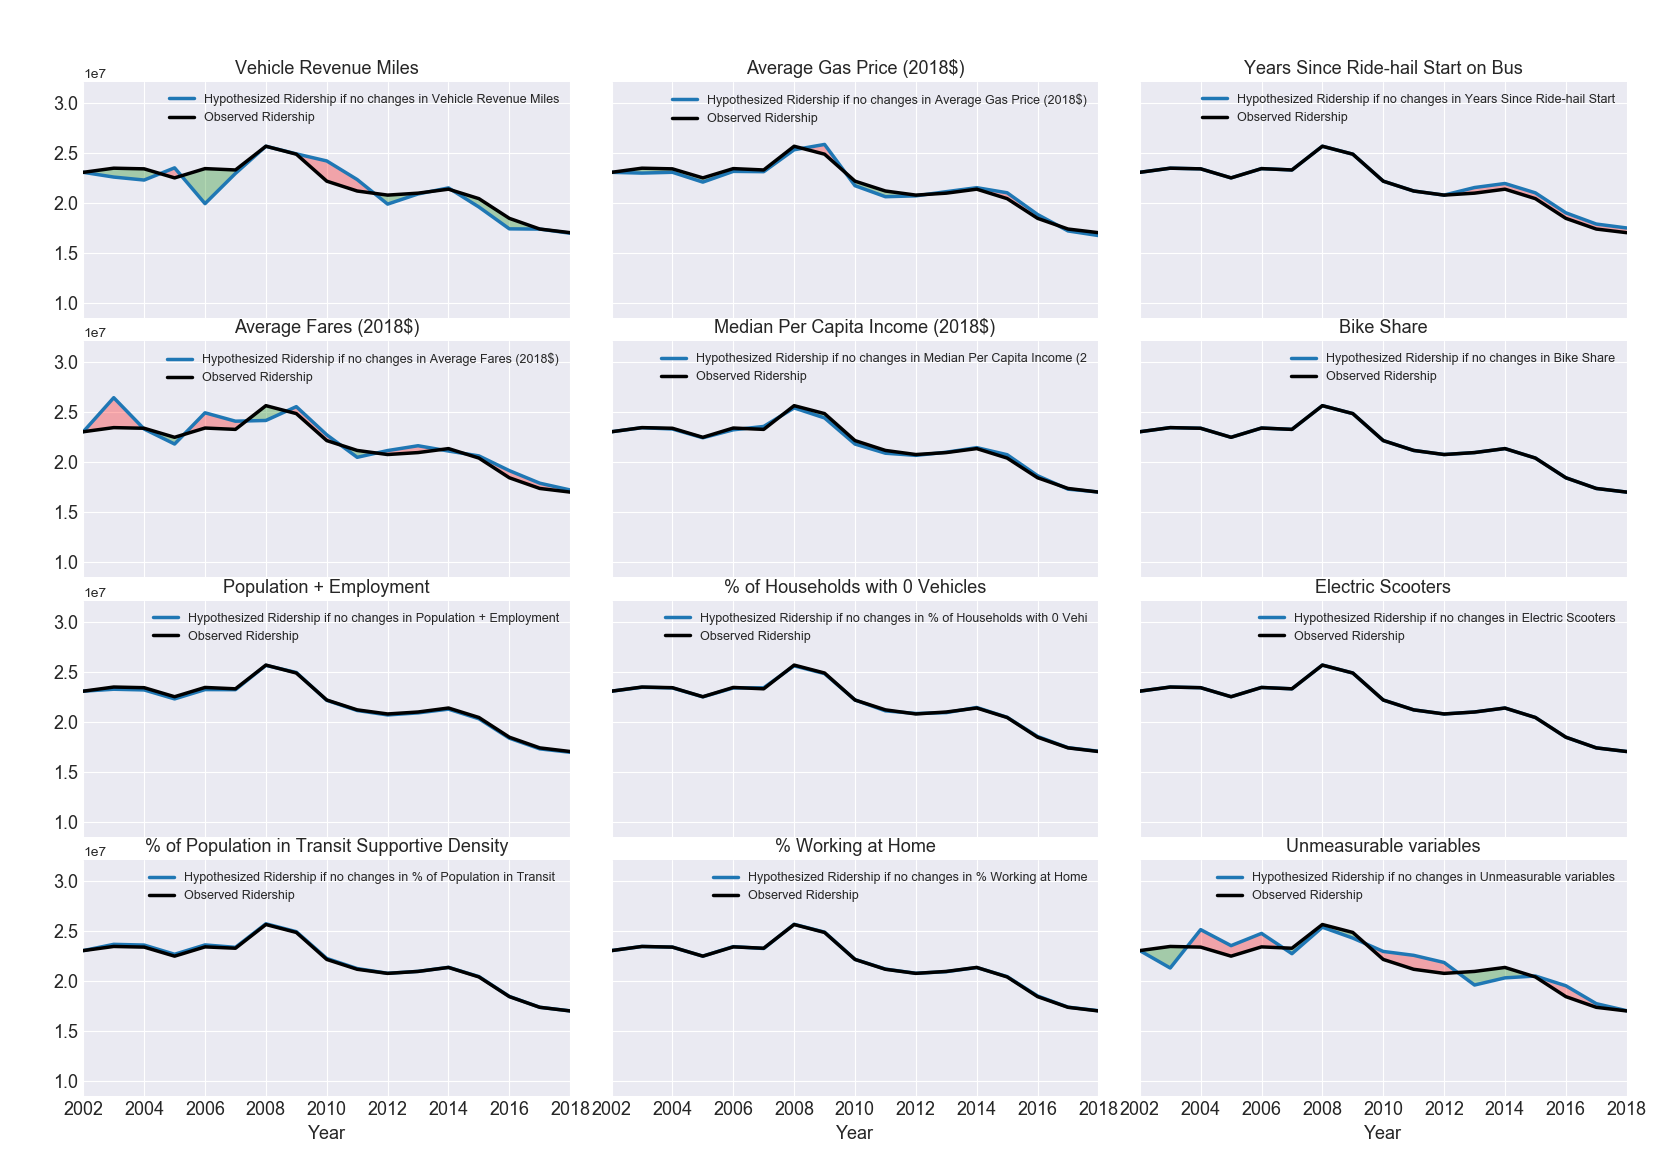 Vehicle Revenue Miles
1e7
Hypothesized Ridership if no changes in Vehicle Revenue Miles
Observed Ridership
3.0
2.5
2.0
1.5
1.0
Average Gas Price (2018$)
Hypothesized Ridership if no changes in Average Gas Price (2018$)
Observed Ridership
Years Since Ride-hail Start on Bus
Hypothesized Ridership if no changes in Years Since Ride-hail Start
Observed Ridership
Average Fares (2018$)
1e7
Hypothesized Ridership if no changes in Average Fares (2018$)
Observed Ridership
3.0
2.5
2.0
1.5
1.0
Median Per Capita Income (2018$)
Hypothesized Ridership if no changes in Median Per Capita Income (2
Observed Ridership
Bike Share
Hypothesized Ridership if no changes in Bike Share
Observed Ridership
Population + Employment
1e7
Hypothesized Ridership if no changes in Population + Employment
Observed Ridership
3.0
2.5
2.0
1.5
1.0
% of Households with 0 Vehicles
Hypothesized Ridership if no changes in % of Households with 0 Vehi
Observed Ridership
Electric Scooters
Hypothesized Ridership if no changes in Electric Scooters
Observed Ridership
% of Population in Transit Supportive Density
1e7
Hypothesized Ridership if no changes in % of Population in Transit
Observed Ridership
3.0
2.5
2.0
1.5
1.0
2002 2004 2006 2008 2010 2012 2014 2016 2018
Year
% Working at Home
Hypothesized Ridership if no changes in % Working at Home
Observed Ridership
2002 2004 2006 2008 2010 2012 2014 2016 2018
Year
Unmeasurable variables
Hypothesized Ridership if no changes in Unmeasurable variables
Observed Ridership
2002 2004 2006 2008 2010 2012 2014 2016 2018
Year